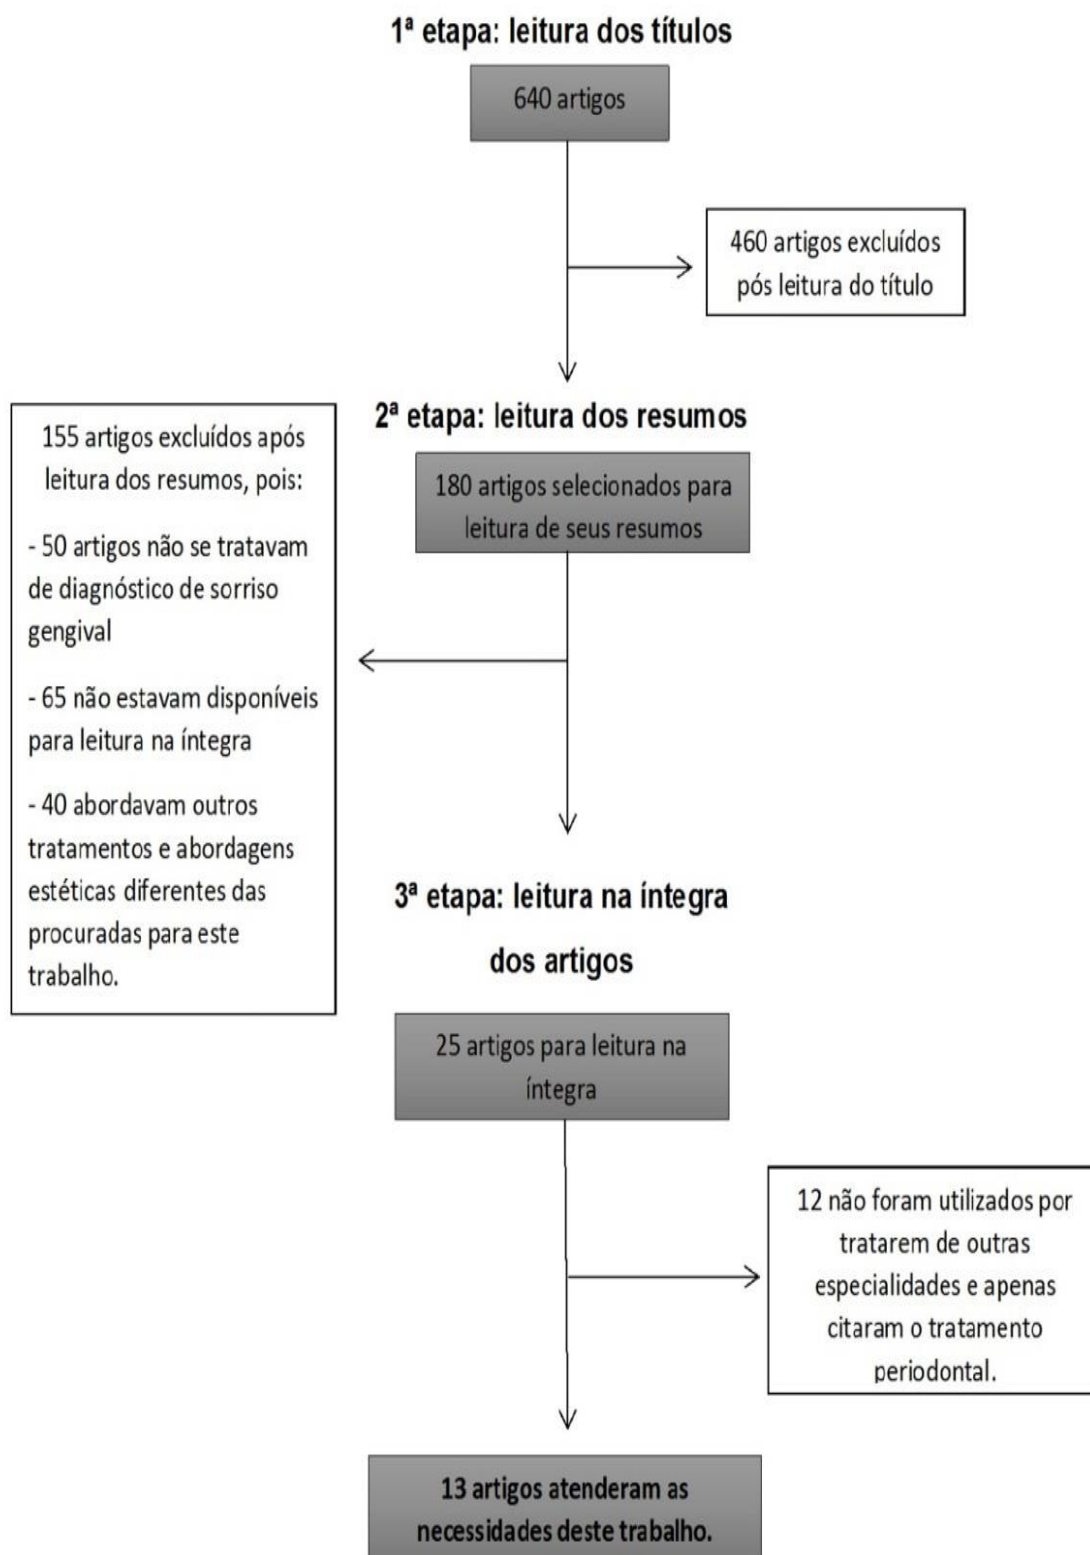 1ª etapa: leitura dos títulos
640 artigos
460 artigos excluídos
pós leitura do título
2ª etapa: leitura dos resumos
180 artigos selecionados para
leitura de seus resumos
155 artigos excluídos após
leitura dos resumos, pois:
- 50 artigos não se tratavam
de diagnóstico de sorriso
gengival
- 65 não estavam disponíveis
para leitura na íntegra
- 40 abordavam outros
tratamentos e abordagens
estéticas diferentes das
procuradas para este
trabalho.
3ª etapa: leitura na íntegra
dos artigos
25 artigos para leitura na
íntegra
12 não foram utilizados por
tratarem de outras
especialidades e apenas
citaram o tratamento
periodontal.
13 artigos atenderam as
necessidades deste trabalho.